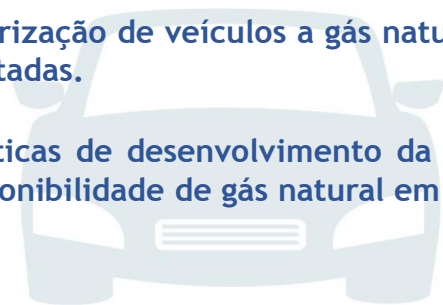 rização de veículos a gás natu
tadas.
ticas de desenvolvimento da
onibilidade de gás natural em